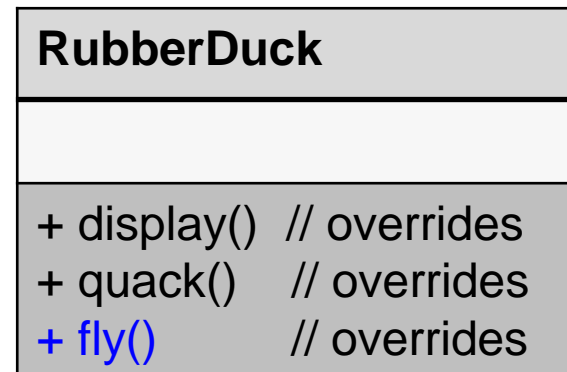 RubberDuck
+ display() // overrides
+ quack() // overrides
+ fly() // overrides